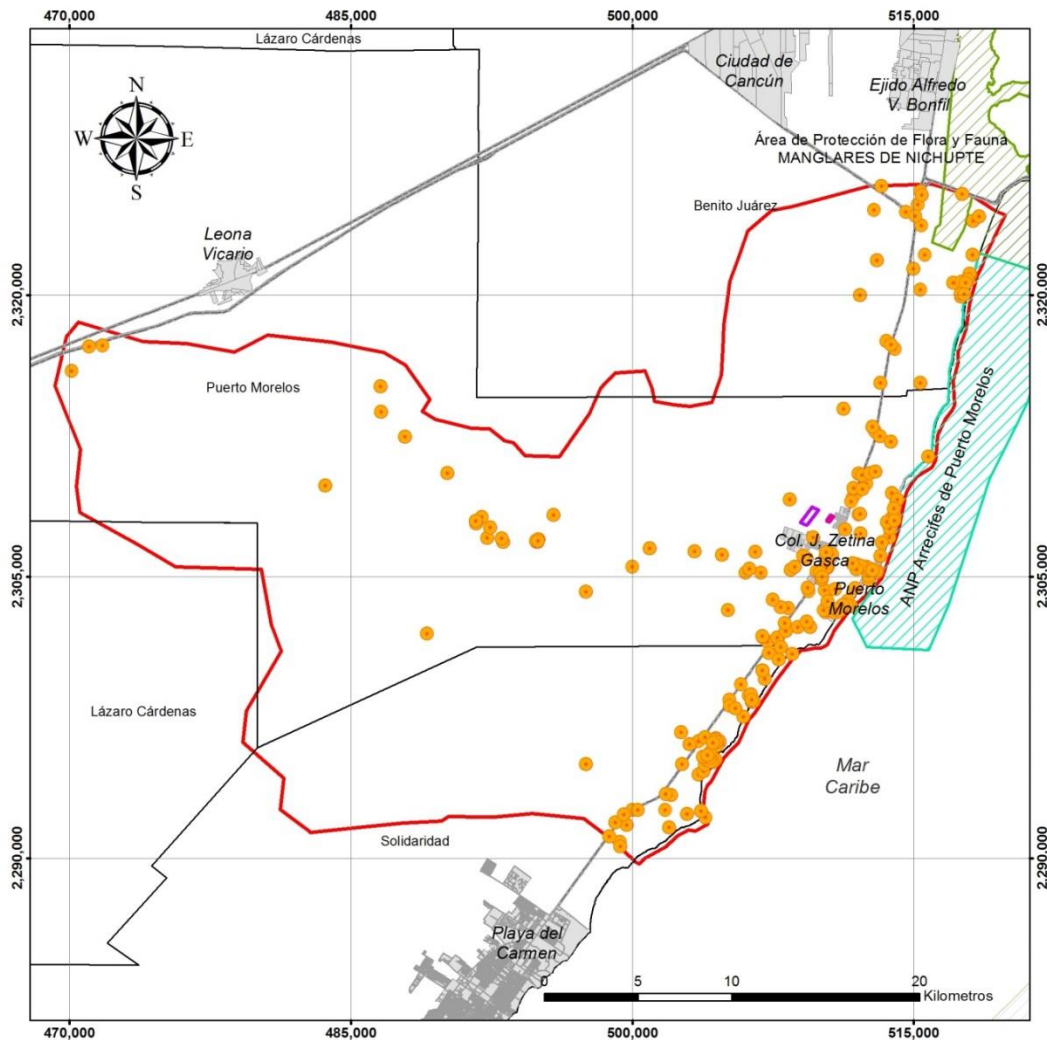 470,000 485,000 500,000 515,000
Lázaro Cárdenas
Ciudad de
Cancún
Ejido Alfredo
V. Bonfil
N
W E
S
Área de Protección de Flora y Fauna
MANGLARES DE NICHUPTE
Benito Juárez
Leona
Vicario
2,320,000 2,320,000
Puerto Morelos
ANP Arrecifes de Puerto Morelos
Col. J. Zetina
Gasca
2,305,000 2,305,000
Puerto
Morelos
Lázaro Cárdenas
Mar
Caribe
Solidaridad
2,290,000 2,290,000
Playa del
Carmen
0 5 10 20
Kilometros
470,000 485,000 500,000 515,000